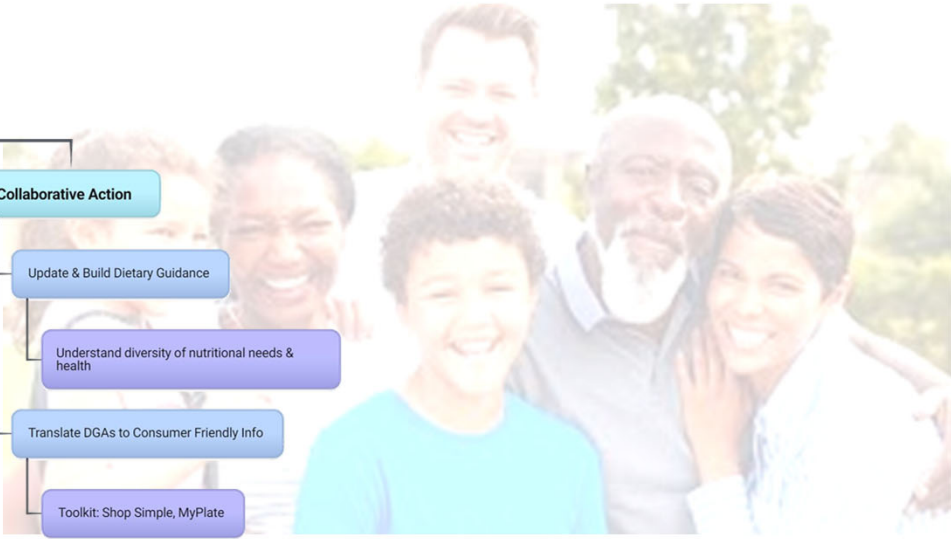 Collaborative Action
Update & Build Dietary Guidance
Understand diversity of nutritional needs &
health
Translate DGAs to Consumer Friendly Info
Toolkit: Shop Simple, MyPlate